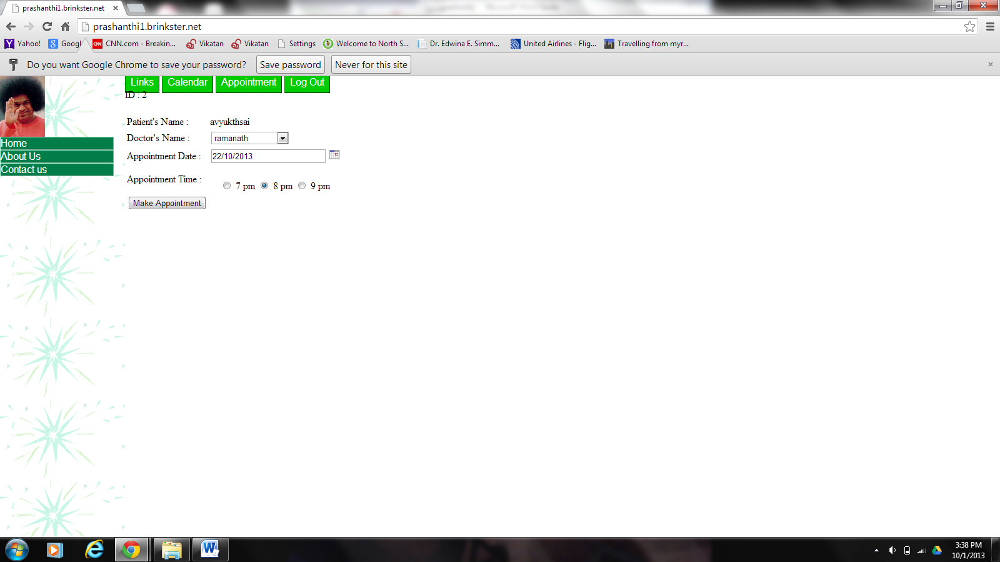 prashanthi1.brinkster.net
prashanthi1.brinkster.net
Yahoo! Googl CNN.com - Breakin... Vikatan Vikatan Settings Welcome to North S... Dr. Edwina E. Simm... United Airlines - Flig... Travelling from myr...
Do you want Google Chrome to save your password? Save password Never for this site
Links Calendar Appointment Log Out
ID : 2
Patient's Name : avyukthsai
Doctor's Name : ramanath
Appointment Date : 22/10/2013
Appointment Time : 7 pm 8 pm 9 pm
Make Appointment
Home
About Us
Contact us
3:38 PM
10/1/2013